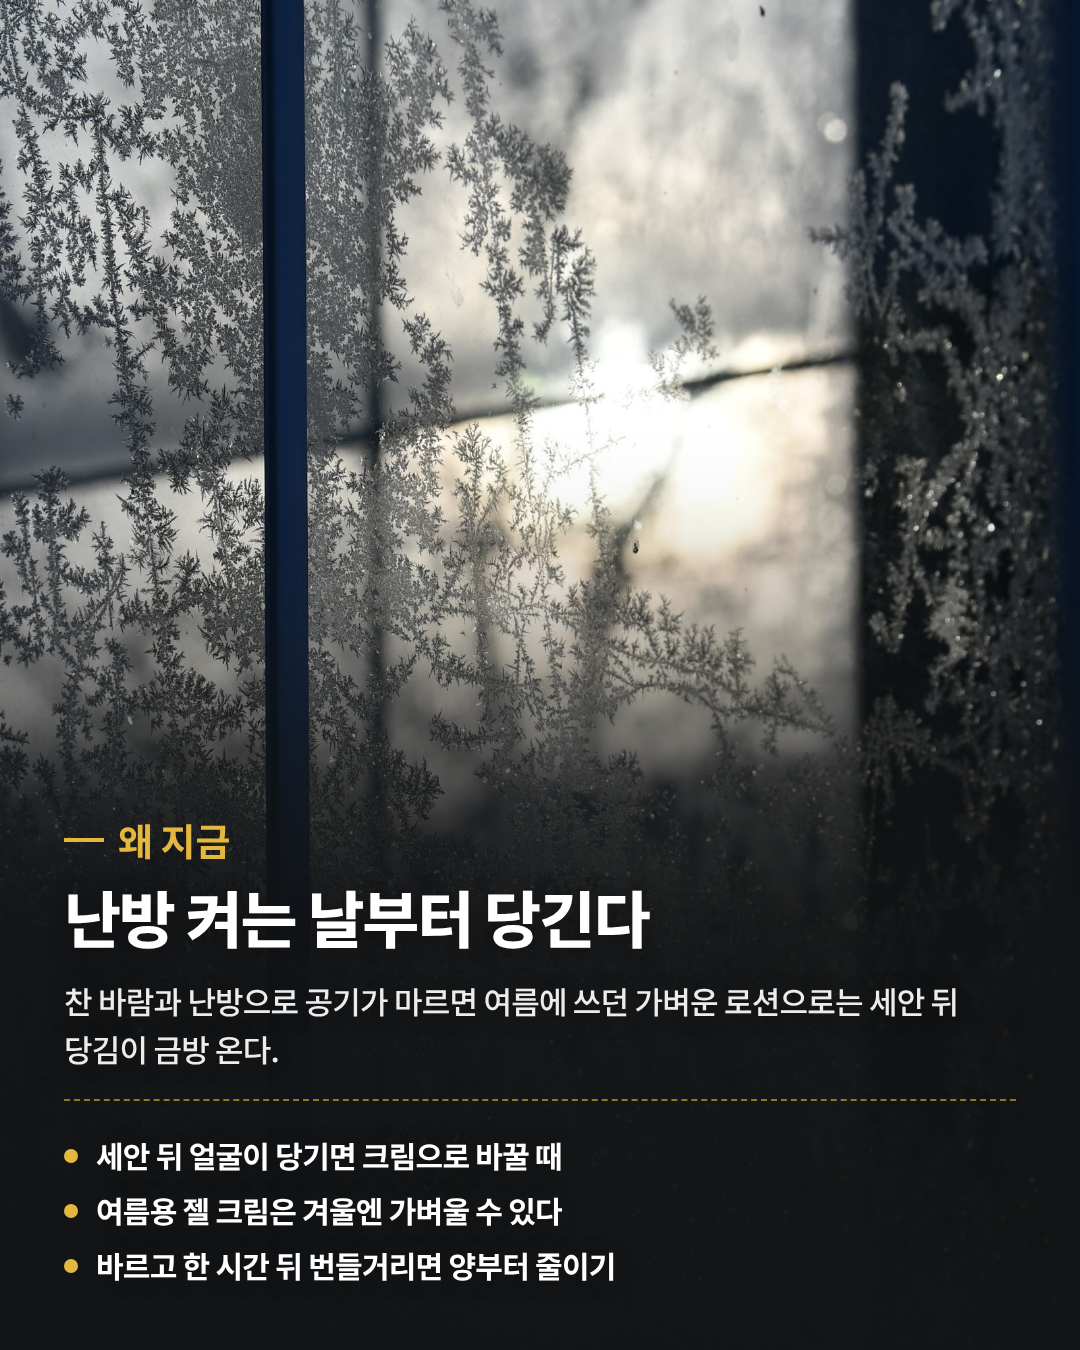 왜 지금
난방 켜는 날부터 당긴다
찬 바람과 난방으로 공기가 마르면 여름에 쓰던 가벼운 로션으로는 세안 뒤
당김이 금방 온다.
세안 뒤 얼굴이 당기면 크림으로 바꿀 때
여름용 젤 크림은 겨울엔 가벼울 수 있다
바르고 한 시간 뒤 번들거리면 양부터 줄이기